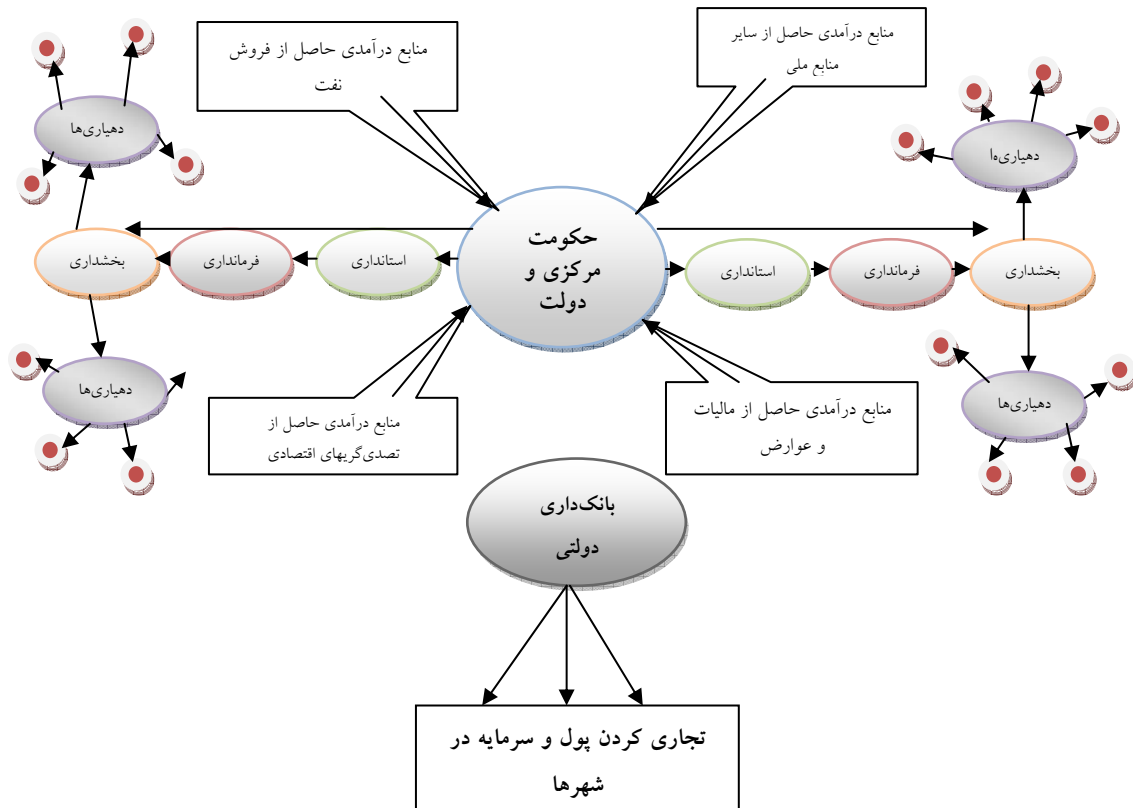 منابع درآمدی حاصل از فروش
نفت
منابع درآمدی حاصل از سایر
منابع ملی
دهیاری‌ها
دهیاری‌ه‍ا
حکومت
مرکزی و
دولت
بخشداری
فرمانداری
استانداری
استانداری
فرمانداری
بخشداری
دهیاری‌ها
منابع درآمدی حاصل از
تصدی‌گریهای اقتصادی
منابع درآمدی حاصل از مالیات
و عوارض
دهیاری‌ها
بانک‌داری
دولتی
تجاری کردن پول و سرمایه در
شهرها